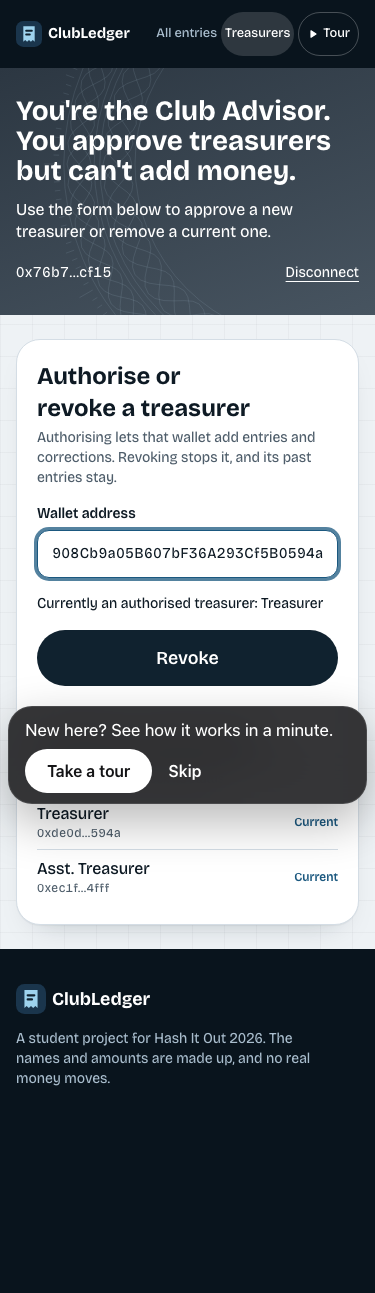 ClubLedger
All entries
Treasurers
Tour
You're the Club Advisor.
You approve treasurers
but can't add money.
Use the form below to approve a new
treasurer or remove a current one.
0x76b7…cf15
Disconnect
Authorise or
revoke a treasurer
Authorising lets that wallet add entries and
corrections. Revoking stops it, and its past
entries stay.
Wallet address
908Cb9a05B607bF36A293Cf5B0594a
Currently an authorised treasurer: Treasurer
Revoke
New here? See how it works in a minute.
Take a tour
Skip
Treasurer
0xde0d…594a
Current
Asst. Treasurer
0xec1f…4fff
Current
ClubLedger
A student project for Hash It Out 2026. The
names and amounts are made up, and no real
money moves.